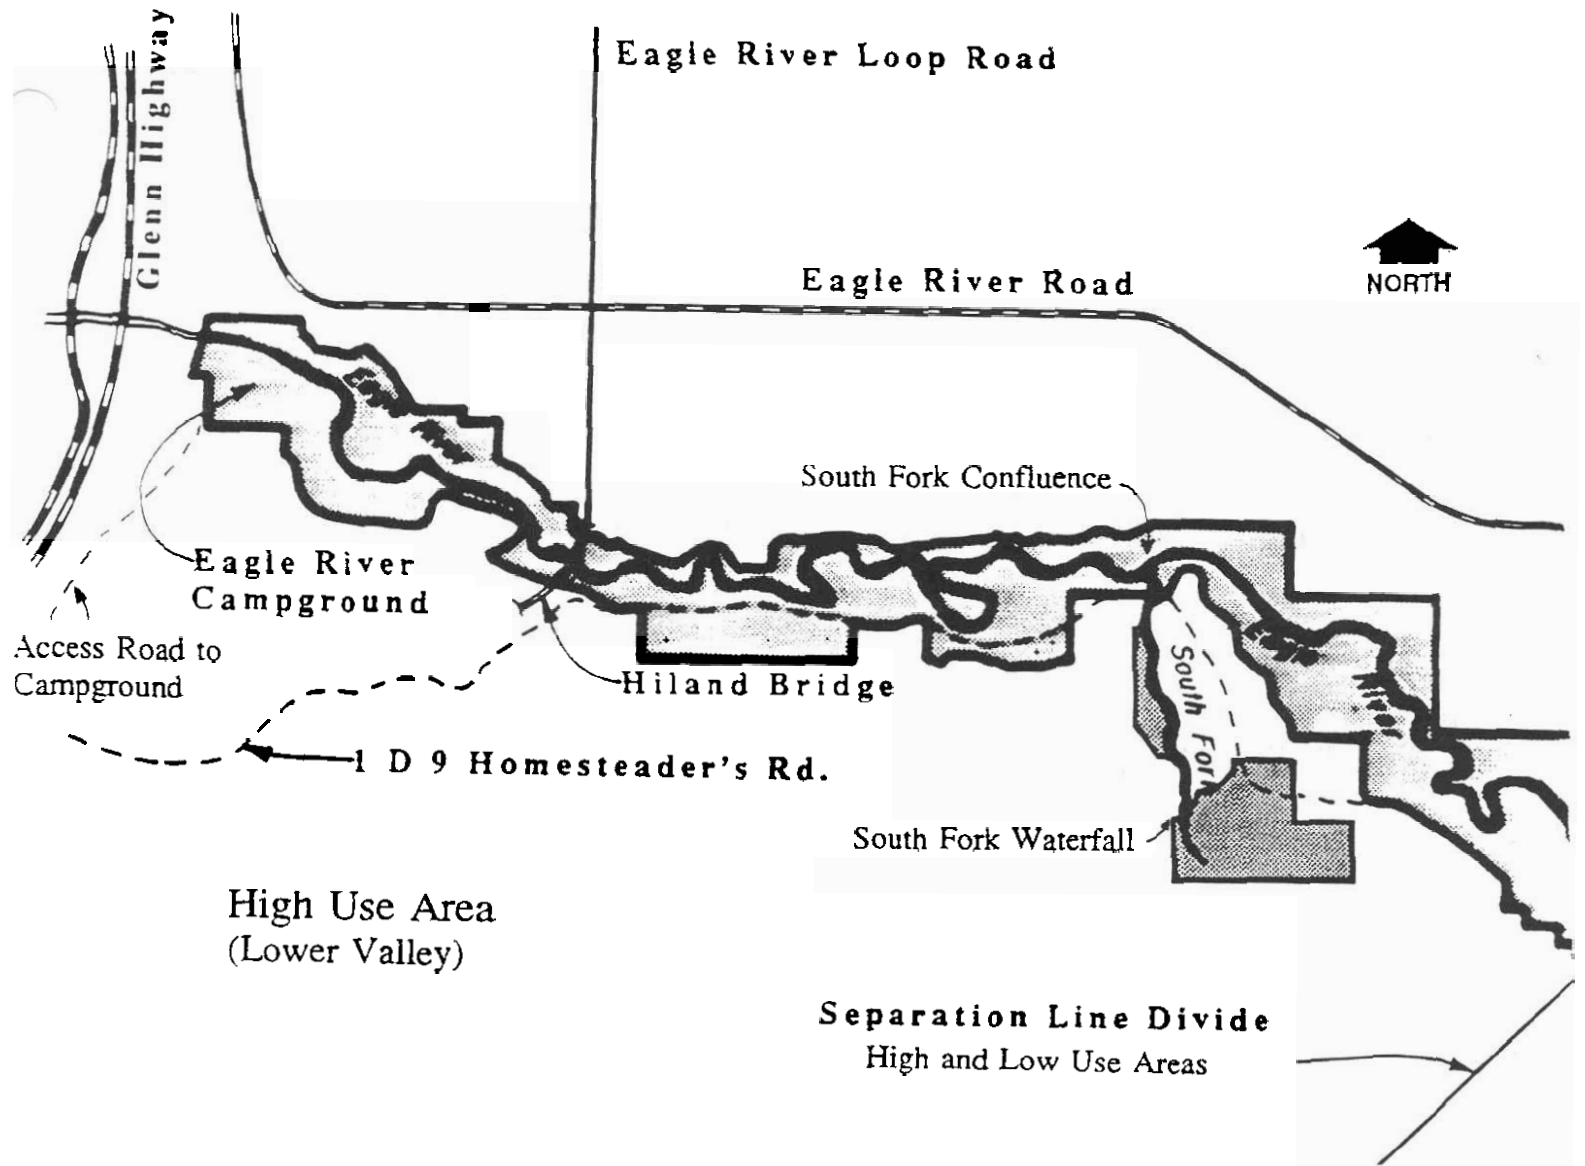 Glenn Highway
Eagle River Loop Road
Eagle River Road
NORTH
South Fork Confluence
Eagle River
Campground
Access Road to
Campground
Hiland Bridge
South Fork
1 D 9 Homesteader's Rd.
South Fork Waterfall
High Use Area
(Lower Valley)
Separation Line Divide
High and Low Use Areas